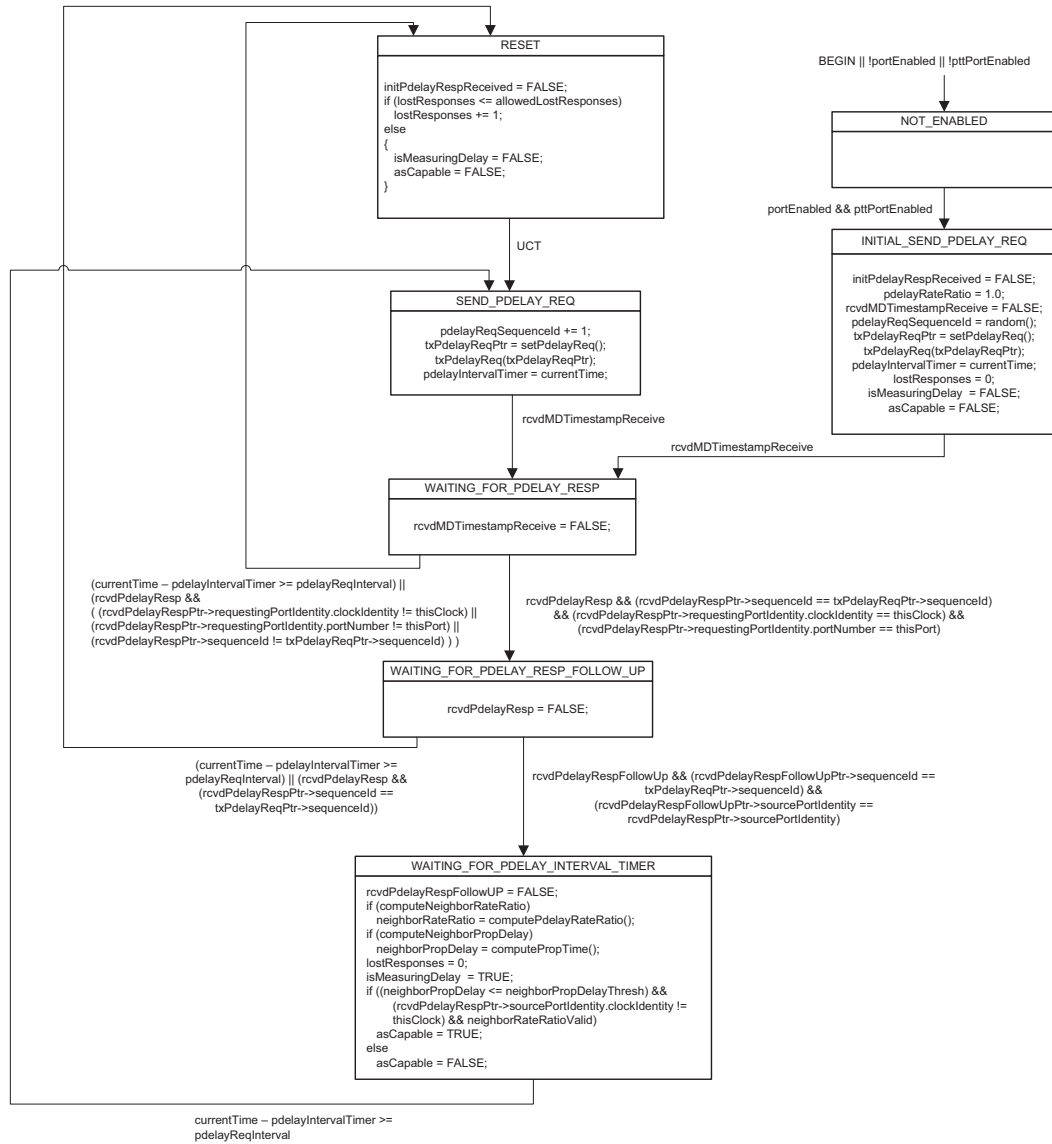 RESET
initPdelayRespReceived = FALSE;
if (lostResponses <= allowedLostResponses)
lostResponses += 1;
else
{
isMeasuringDelay = FALSE;
asCapable = FALSE;
}
BEGIN || !portEnabled || !pttPortEnabled
NOT_ENABLED
portEnabled && pttPortEnabled
UCT
INITIAL_SEND_PDELAY_REQ
initPdelayRespReceived = FALSE;
pdelayRateRatio = 1.0;
rcvdMDTimestampReceive = FALSE;
pdelayReqSequenceId = random();
txPdelayReqPtr = setPdelayReq();
txPdelayReq(txPdelayReqPtr);
pdelayIntervalTimer = currentTime;
lostResponses = 0;
isMeasuringDelay  = FALSE;
asCapable = FALSE;
SEND_PDELAY_REQ
pdelayReqSequenceId += 1;
txPdelayReqPtr = setPdelayReq();
txPdelayReq(txPdelayReqPtr);
pdelayIntervalTimer = currentTime;
rcvdMDTimestampReceive
rcvdMDTimestampReceive
WAITING_FOR_PDELAY_RESP
rcvdMDTimestampReceive = FALSE;
(currentTime – pdelayIntervalTimer >= pdelayReqInterval) ||
(rcvdPdelayResp &&
( (rcvdPdelayRespPtr->requestingPortIdentity.clockIdentity != thisClock) ||
(rcvdPdelayRespPtr->requestingPortIdentity.portNumber != thisPort) ||
(rcvdPdelayRespPtr->sequenceId != txPdelayReqPtr->sequenceId) ) )
rcvdPdelayResp && (rcvdPdelayRespPtr->sequenceId == txPdelayReqPtr->sequenceId)
&& (rcvdPdelayRespPtr->requestingPortIdentity.clockIdentity == thisClock) &&
(rcvdPdelayRespPtr->requestingPortIdentity.portNumber == thisPort)
WAITING_FOR_PDELAY_RESP_FOLLOW_UP
rcvdPdelayResp = FALSE;
(currentTime – pdelayIntervalTimer >=
pdelayReqInterval) || (rcvdPdelayResp &&
(rcvdPdelayRespPtr->sequenceId ==
txPdelayReqPtr->sequenceId))
rcvdPdelayRespFollowUp && (rcvdPdelayRespFollowUpPtr->sequenceId ==
txPdelayReqPtr->sequenceId) &&
(rcvdPdelayRespFollowUpPtr->sourcePortIdentity ==
rcvdPdelayRespPtr->sourcePortIdentity)
WAITING_FOR_PDELAY_INTERVAL_TIMER
rcvdPdelayRespFollowUP = FALSE;
if (computeNeighborRateRatio)
neighborRateRatio = computePdelayRateRatio();
if (computeNeighborPropDelay)
neighborPropDelay = computePropTime();
lostResponses = 0;
isMeasuringDelay  = TRUE;
if ((neighborPropDelay <= neighborPropDelayThresh) &&
(rcvdPdelayRespPtr->sourcePortIdentity.clockIdentity !=
thisClock) && neighborRateRatioValid)
asCapable = TRUE;
else
asCapable = FALSE;
currentTime – pdelayIntervalTimer >=
pdelayReqInterval